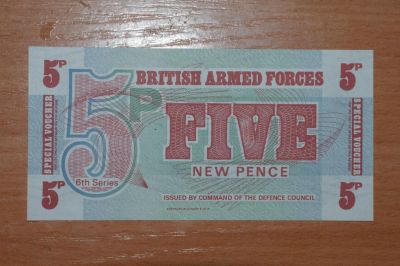 5P
BRITISH ARMED FORCES
5P
SPECIAL VOUCHER
5P
FIVE
SPECIAL VOUCHER
NEW PENCE
6th Series
5P
ISSUED BY COMMAND OF THE DEFENCE COUNCIL
5P